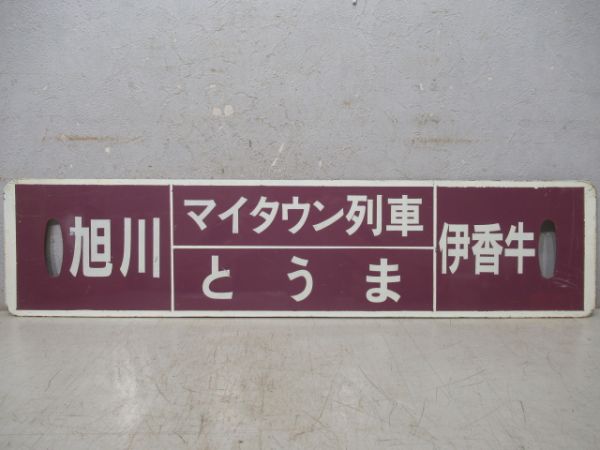 旭川
マイタウン列車
とうま
伊香牛